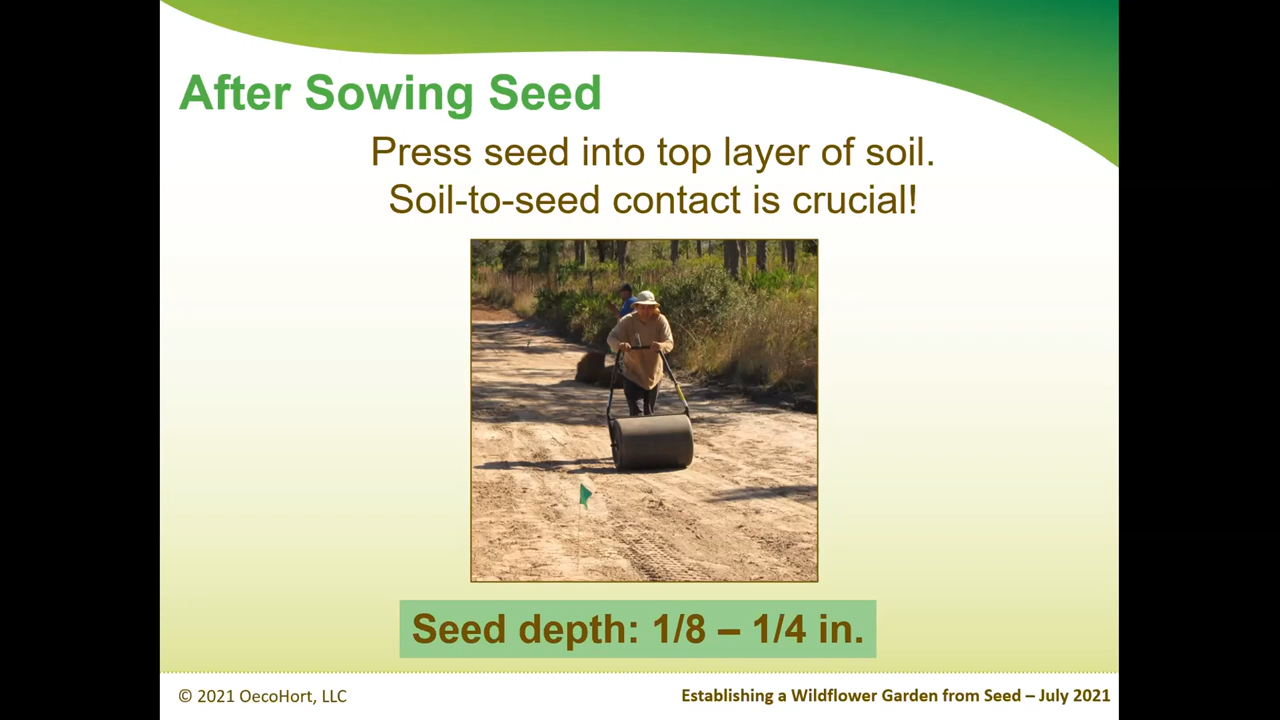 After Sowing Seed
Press seed into top layer of soil.
Soil-to-seed contact is crucial!
Seed depth: 1/8 – 1/4 in.
© 2021 OecoHort, LLC
Establishing a Wildflower Garden from Seed – July 2021